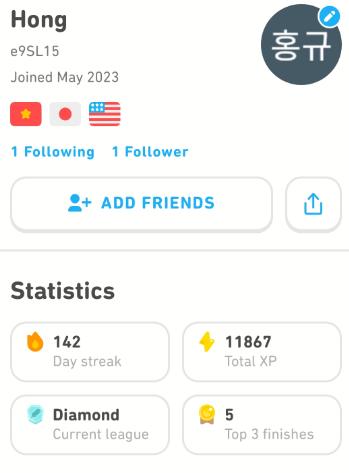 Hong
홍규
e9SL15
Joined May 2023
1 Following 1 Follower
ADD FRIENDS
Statistics
142
Day streak
11867
Total XP
Diamond
Current league
5
Top 3 finishes